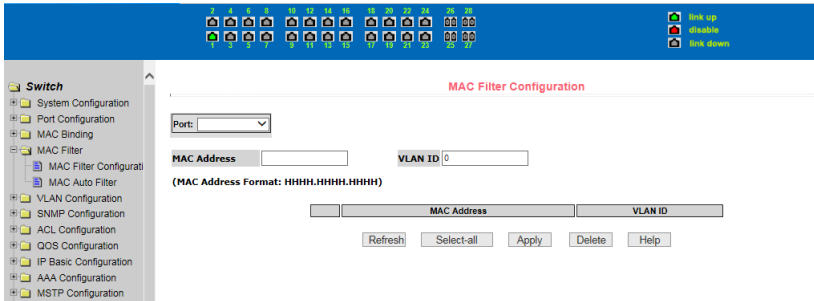 2 4 6 8 10 12 14 16 18 20 22 24 26 28
1 3 5 7 9 11 13 15 17 19 21 23 25 27
link up
disable
link down
Switch
System Configuration
Port Configuration
MAC Binding
MAC Filter
MAC Filter Configurati
MAC Auto Filter
VLAN Configuration
SNMP Configuration
ACL Configuration
QOS Configuration
IP Basic Configuration
AAA Configuration
MSTP Configuration
MAC Filter Configuration
Port:
MAC Address VLAN ID 0
(MAC Address Format: HHHH.HHHH.HHHH)
MAC Address VLAN ID
Refresh Select-all Apply Delete Help